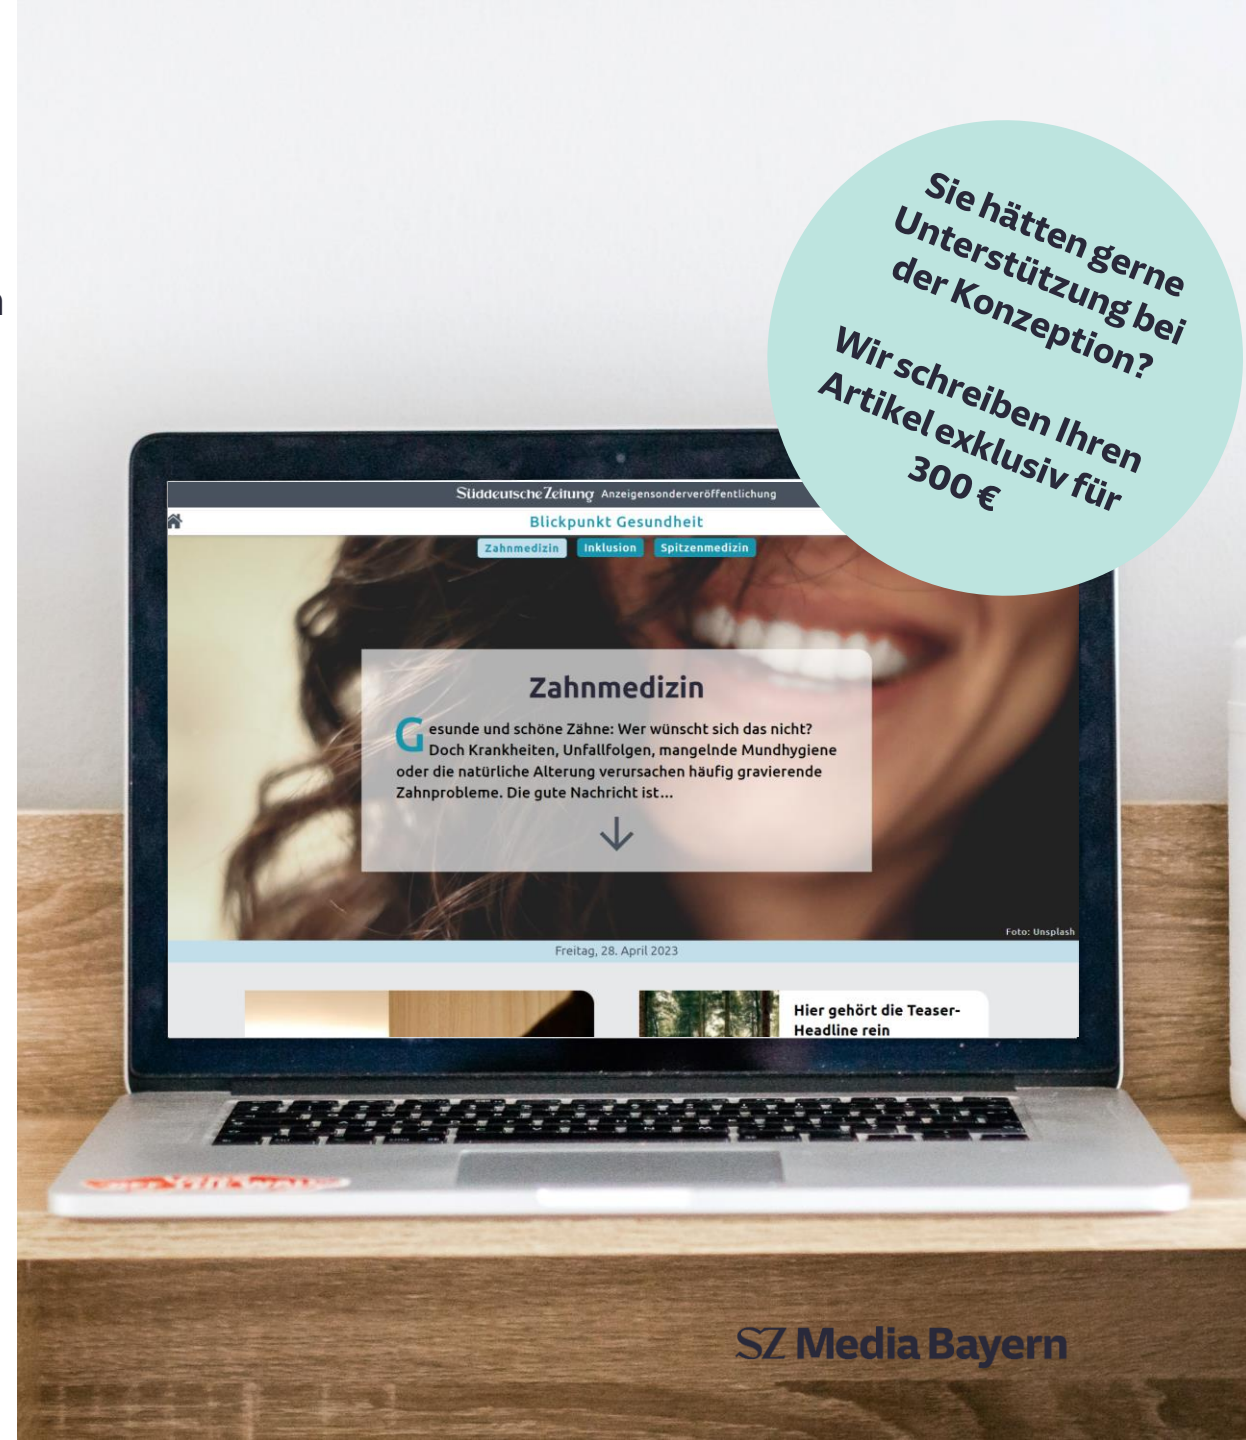 Sie hätten gerne
Unterstützung bei
der Konzeption?
Wir schreiben Ihren
Artikel exklusiv für
300 €
Süddeutsche Zeitung Anzeigensonderveröffentlichung
Blickpunkt Gesundheit
Zahnmedizin Inklusion Spitzenmedizin
Zahnmedizin
Gesunde und schöne Zähne: Wer wünscht sich das nicht?
Doch Krankheiten, Unfallfolgen, mangelnde Mundhygiene
oder die natürliche Alterung verursachen häufig gravierende
Zahnprobleme. Die gute Nachricht ist...
Foto: Unsplash
Freitag, 28. April 2023
Hier gehört die Teaser-
Headline rein
SZ Media Bayern